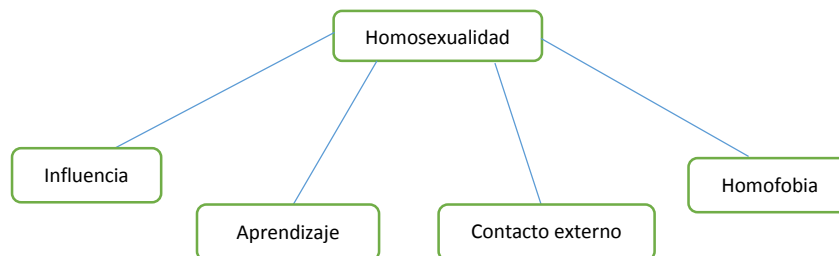 Homosexualidad
Influencia
Homofobia
Aprendizaje
Contacto externo